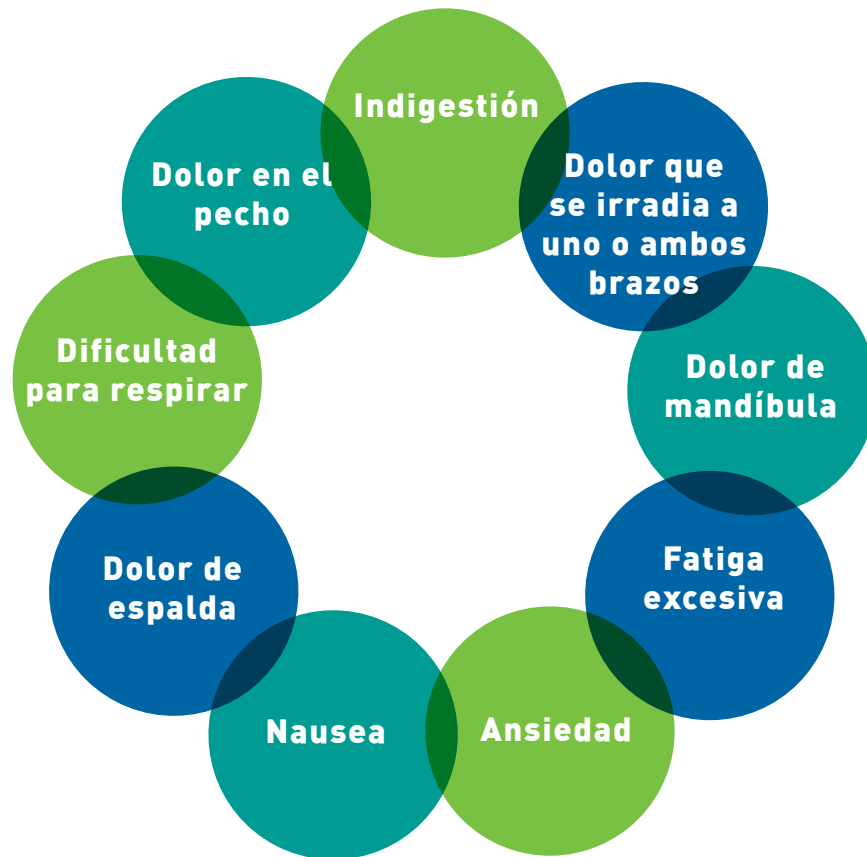 Indigestión
Dolor que
se irradia a
uno o ambos
brazos
Dolor de
mandíbula
Fatiga
excesiva
Ansiedad
Nausea
Dolor de
espalda
Dificultad
para respirar
Dolor en el
pecho